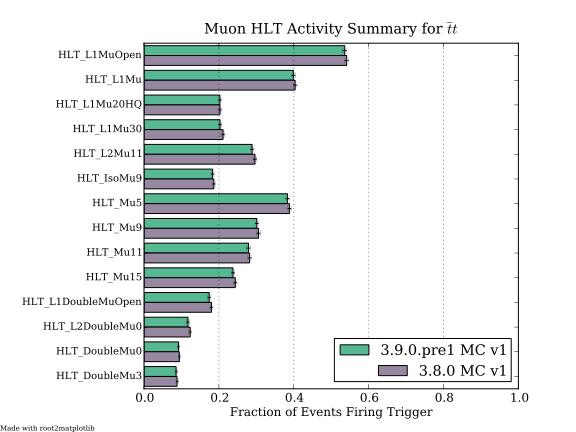 Muon HLT Activity Summary for t̄t
HLT_L1MuOpen
HLT_L1Mu
HLT_L1Mu20HQ
HLT_L1Mu30
HLT_L2Mu11
HLT_IsoMu9
HLT_Mu5
HLT_Mu9
HLT_Mu11
HLT_Mu15
HLT_L1DoubleMuOpen
HLT_L2DoubleMu0
HLT_DoubleMu0
HLT_DoubleMu3
3.9.0.pre1 MC v1
3.8.0 MC v1
0.0 0.2 0.4 0.6 0.8 1.0
Fraction of Events Firing Trigger
Made with root2matplotlib